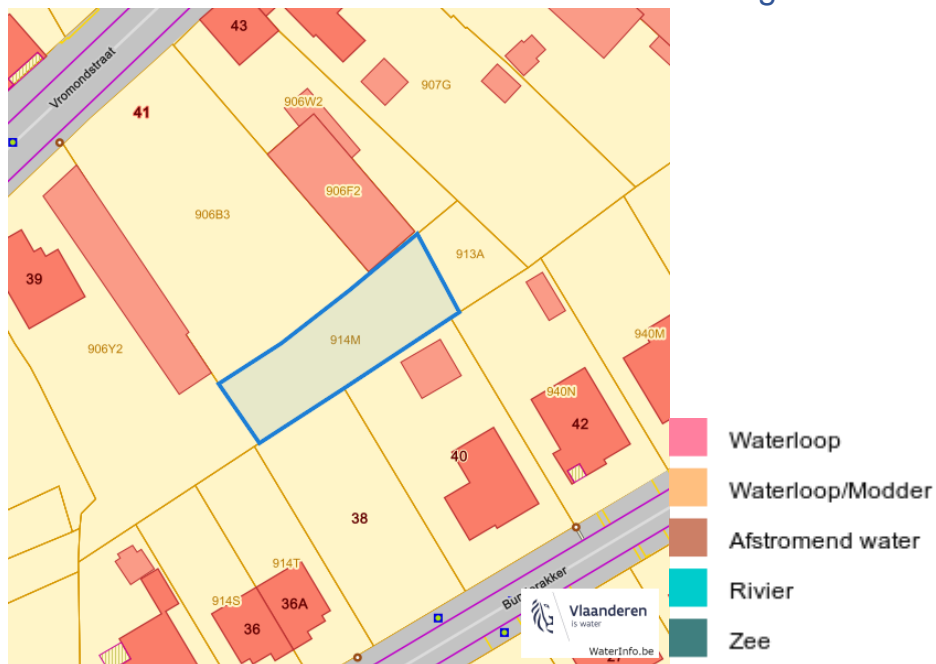 Vromondstraat
43
41
907G
906W2
906F2
906B3
913A
39
914M
906Y2
940M
940N
42
40
38
914T
36A
914S
36
Vlaanderen
is water
WaterInfo.be
Waterloop
Waterloop/Modder
Afstromend water
Rivier
Zee